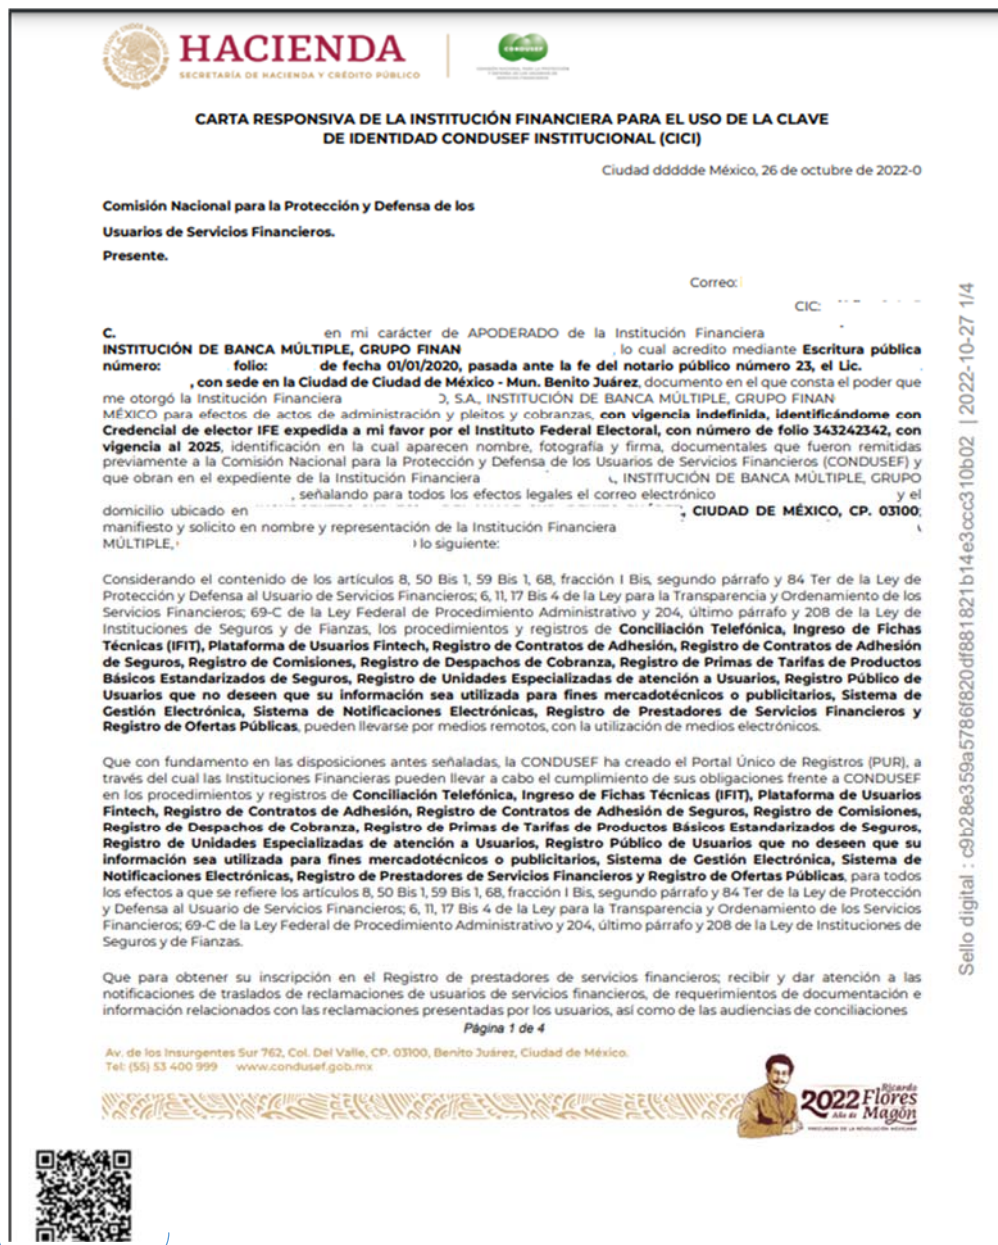 HACIENDA
SECRETARÍA DE HACIENDA Y CRÉDITO PÚBLICO
CONDUSEF
CARTA RESPONSIVA DE LA INSTITUCIÓN FINANCIERA PARA EL USO DE LA CLAVE
DE IDENTIDAD CONDUSEF INSTITUCIONAL (CICI)
Ciudad dddddde México, 26 de octubre de 2022-0
Comisión Nacional para la Protección y Defensa de los
Usuarios de Servicios Financieros.
Presente.
Correo:
CIC:
C. en mi carácter de APODERADO de la Institución Financiera
INSTITUCIÓN DE BANCA MÚLTIPLE, GRUPO FINAN , lo cual acredito mediante Escritura pública
número: folio: de fecha 01/01/2020, pasada ante la fe del notario público número 23, el Lic.
, con sede en la Ciudad de Ciudad de México - Mun. Benito Juárez, documento en el que consta el poder que
me otorgó la Institución Financiera O, S.A., INSTITUCIÓN DE BANCA MÚLTIPLE, GRUPO FINAN
MÉXICO para efectos de actos de administración y pleitos y cobranzas, con vigencia indefinida, identificándome con
Credencial de elector IFE expedida a mi favor por el Instituto Federal Electoral, con número de folio 343242342, con
vigencia al 2025, identificación en la cual aparecen nombre, fotografía y firma, documentales que fueron remitidas
previamente a la Comisión Nacional para la Protección y Defensa de los Usuarios de Servicios Financieros (CONDUSEF) y
que obran en el expediente de la Institución Financiera , INSTITUCIÓN DE BANCA MÚLTIPLE, GRUPO
, señalando para todos los efectos legales el correo electrónico y el
domicilio ubicado en , CIUDAD DE MÉXICO, CP. 03100;
manifiesto y solicito en nombre y representación de la Institución Financiera
MÚLTIPLE, lo siguiente:
Considerando el contenido de los artículos 8, 50 Bis 1, 59 Bis 1, 68, fracción I Bis, segundo párrafo y 84 Ter de la Ley de
Protección y Defensa al Usuario de Servicios Financieros; 6, 11, 17 Bis 4 de la Ley para la Transparencia y Ordenamiento de los
Servicios Financieros; 69-C de la Ley Federal de Procedimiento Administrativo y 204, último párrafo y 208 de la Ley de
Instituciones de Seguros y de Fianzas, los procedimientos y registros de Conciliación Telefónica, Ingreso de Fichas
Técnicas (IFIT), Plataforma de Usuarios Fintech, Registro de Contratos de Adhesión, Registro de Contratos de Adhesión
de Seguros, Registro de Comisiones, Registro de Despachos de Cobranza, Registro de Primas de Tarifas de Productos
Básicos Estandarizados de Seguros, Registro de Unidades Especializadas de atención a Usuarios, Registro Público de
Usuarios que no deseen que su información sea utilizada para fines mercadotécnicos o publicitarios, Sistema de
Gestión Electrónica, Sistema de Notificaciones Electrónicas, Registro de Prestadores de Servicios Financieros y
Registro de Ofertas Públicas, pueden llevarse por medios remotos, con la utilización de medios electrónicos.
Que con fundamento en las disposiciones antes señaladas, la CONDUSEF ha creado el Portal Único de Registros (PUR), a
través del cual las Instituciones Financieras pueden llevar a cabo el cumplimiento de sus obligaciones frente a CONDUSEF
en los procedimientos y registros de Conciliación Telefónica, Ingreso de Fichas Técnicas (IFIT), Plataforma de Usuarios
Fintech, Registro de Contratos de Adhesión, Registro de Contratos de Adhesión de Seguros, Registro de Comisiones,
Registro de Despachos de Cobranza, Registro de Primas de Tarifas de Productos Básicos Estandarizados de Seguros,
Registro de Unidades Especializadas de atención a Usuarios, Registro Público de Usuarios que no deseen que su
información sea utilizada para fines mercadotécnicos o publicitarios, Sistema de Gestión Electrónica, Sistema de
Notificaciones Electrónicas, Registro de Prestadores de Servicios Financieros y Registro de Ofertas Públicas, para todos
los efectos a que se refiere los artículos 8, 50 Bis 1, 59 Bis 1, 68, fracción I Bis, segundo párrafo y 84 Ter de la Ley de Protección
y Defensa al Usuario de Servicios Financieros; 6, 11, 17 Bis 4 de la Ley para la Transparencia y Ordenamiento de los Servicios
Financieros; 69-C de la Ley Federal de Procedimiento Administrativo y 204, último párrafo y 208 de la Ley de Instituciones de
Seguros y de Fianzas.
Que para obtener su inscripción en el Registro de prestadores de servicios financieros; recibir y dar atención a las
notificaciones de traslados de reclamaciones de usuarios de servicios financieros, de requerimientos de documentación e
información relacionados con las reclamaciones presentadas por los usuarios, así como de las audiencias de conciliaciones
Página 1 de 4
Av. de los Insurgentes Sur 762, Col. Del Valle, CP. 03100, Benito Juárez, Ciudad de México.
Tel: (55) 53 400 999 www.condusef.gob.mx
2022 Ricardo Flores
Año de Magón
PRECURSOR DE LA REVOLUCIÓN MEXICANA
Sello digital : c9b28e359a5786f820df881821b14e3ccc310b02 | 2022-10-27 1/4